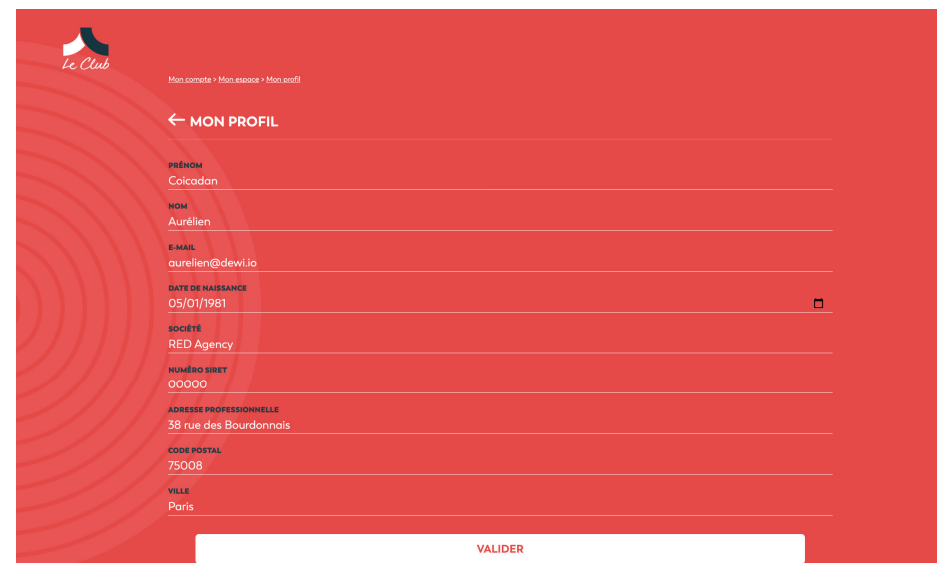 Le Club
Mon compte > Mon espace > Mon profil
← MON PROFIL
PRÉNOM
Coicadan
NOM
Aurélien
E-MAIL
aurelien@dewi.io
DATE DE NAISSANCE
05/01/1981
SOCIÉTÉ
RED Agency
NUMÉRO SIRET
00000
ADRESSE PROFESSIONNELLE
38 rue des Bourdonnais
CODE POSTAL
75008
VILLE
Paris
VALIDER